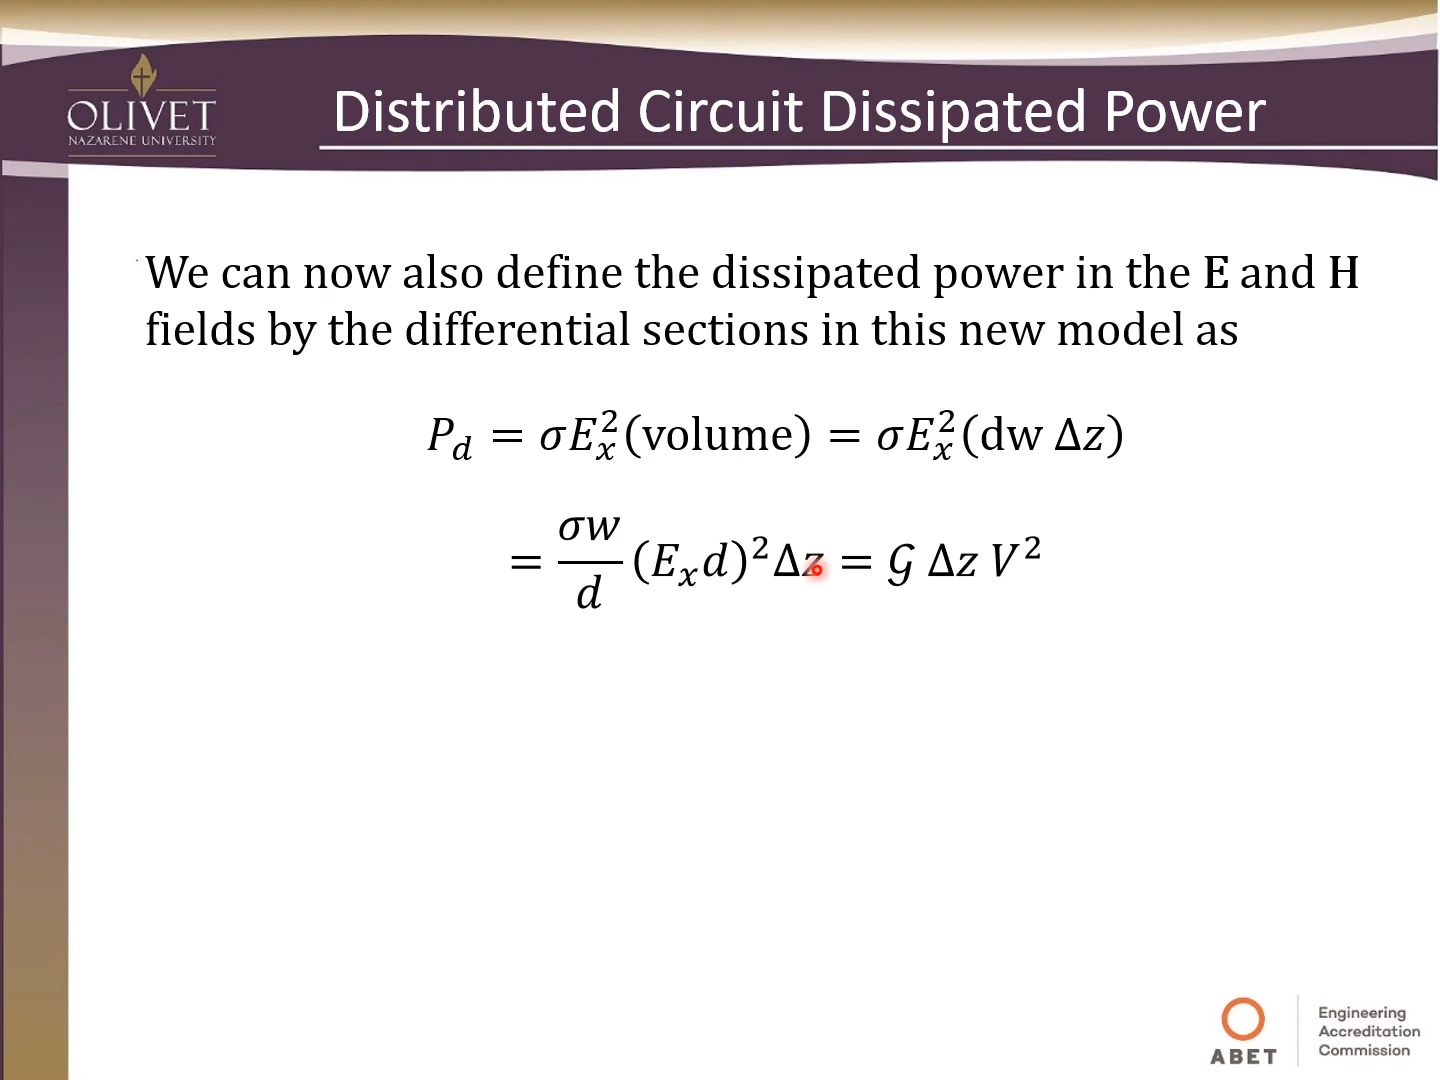 OLIVET
NAZARENE UNIVERSITY
Distributed Circuit Dissipated Power
We can now also define the dissipated power in the E and H
fields by the differential sections in this new model as
P_d = σE_x^2(volume) = σE_x^2(dw Δz)
= \frac{σw}{d}(E_x d)^2 Δz = 𝒢 Δz V^2
ABET
Engineering
Accreditation
Commission